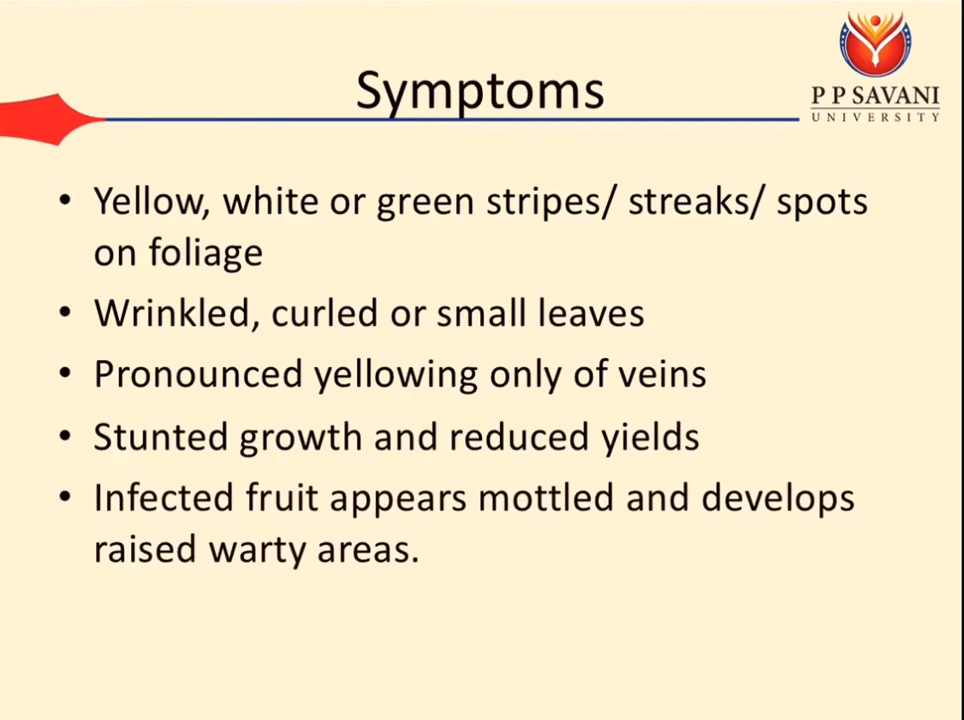 P P SAVANI
UNIVERSITY
Symptoms
• Yellow, white or green stripes/ streaks/ spots
on foliage
• Wrinkled, curled or small leaves
• Pronounced yellowing only of veins
• Stunted growth and reduced yields
• Infected fruit appears mottled and develops
raised warty areas.